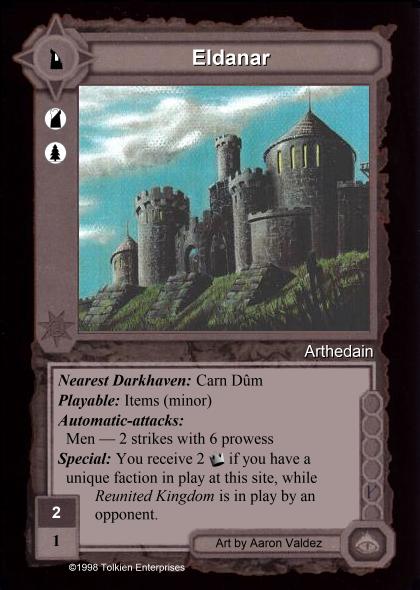 Eldanar
Arthedain
Nearest Darkhaven: Carn Dûm
Playable: Items (minor)
Automatic-attacks:
Men — 2 strikes with 6 prowess
Special: You receive 2 if you have a
unique faction in play at this site, while
Reunited Kingdom is in play by an
opponent.
2
1
Art by Aaron Valdez
©1998 Tolkien Enterprises